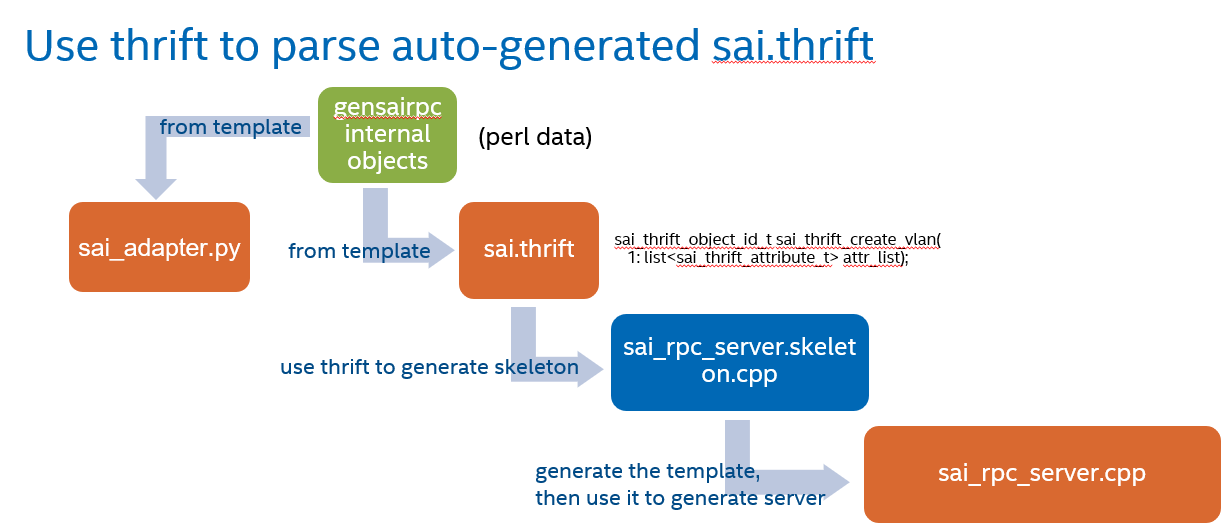 Use thrift to parse auto-generated sai.thrift
gensairpc
internal
objects
(perl data)
from template
sai_adapter.py
from template
sai.thrift
sai_thrift_object_id_t sai_thrift_create_vlan(
1: list<sai_thrift_attribute_t> attr_list);
use thrift to generate skeleton
sai_rpc_server.skelet
on.cpp
generate the template,
then use it to generate server
sai_rpc_server.cpp